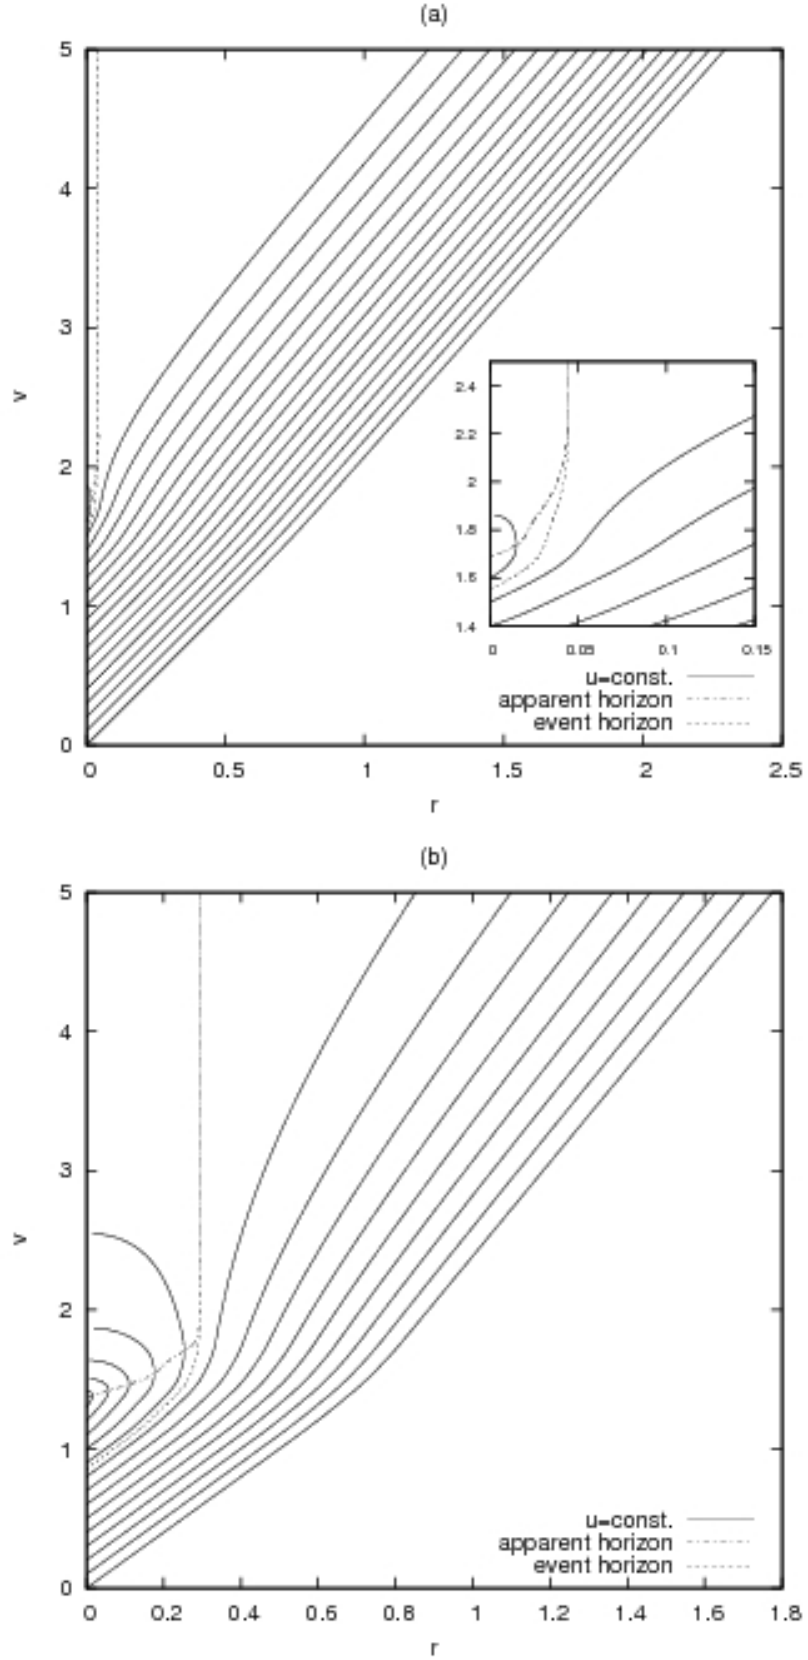 (a)
5
4
3
2
1
0
v
2.4
2.2
2
1.8
1.6
1.4
0 0.05 0.1 0.15
u=const.
apparent horizon
event horizon
0 0.5 1 1.5 2 2.5
r
(b)
5
4
3
2
1
0
v
u=const.
apparent horizon
event horizon
0 0.2 0.4 0.6 0.8 1 1.2 1.4 1.6 1.8
r